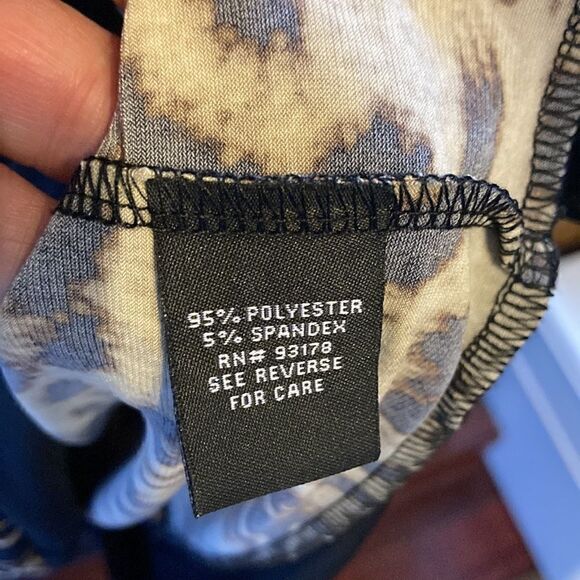 95% POLYESTER
5% SPANDEX
RN# 93178
SEE REVERSE
FOR CARE